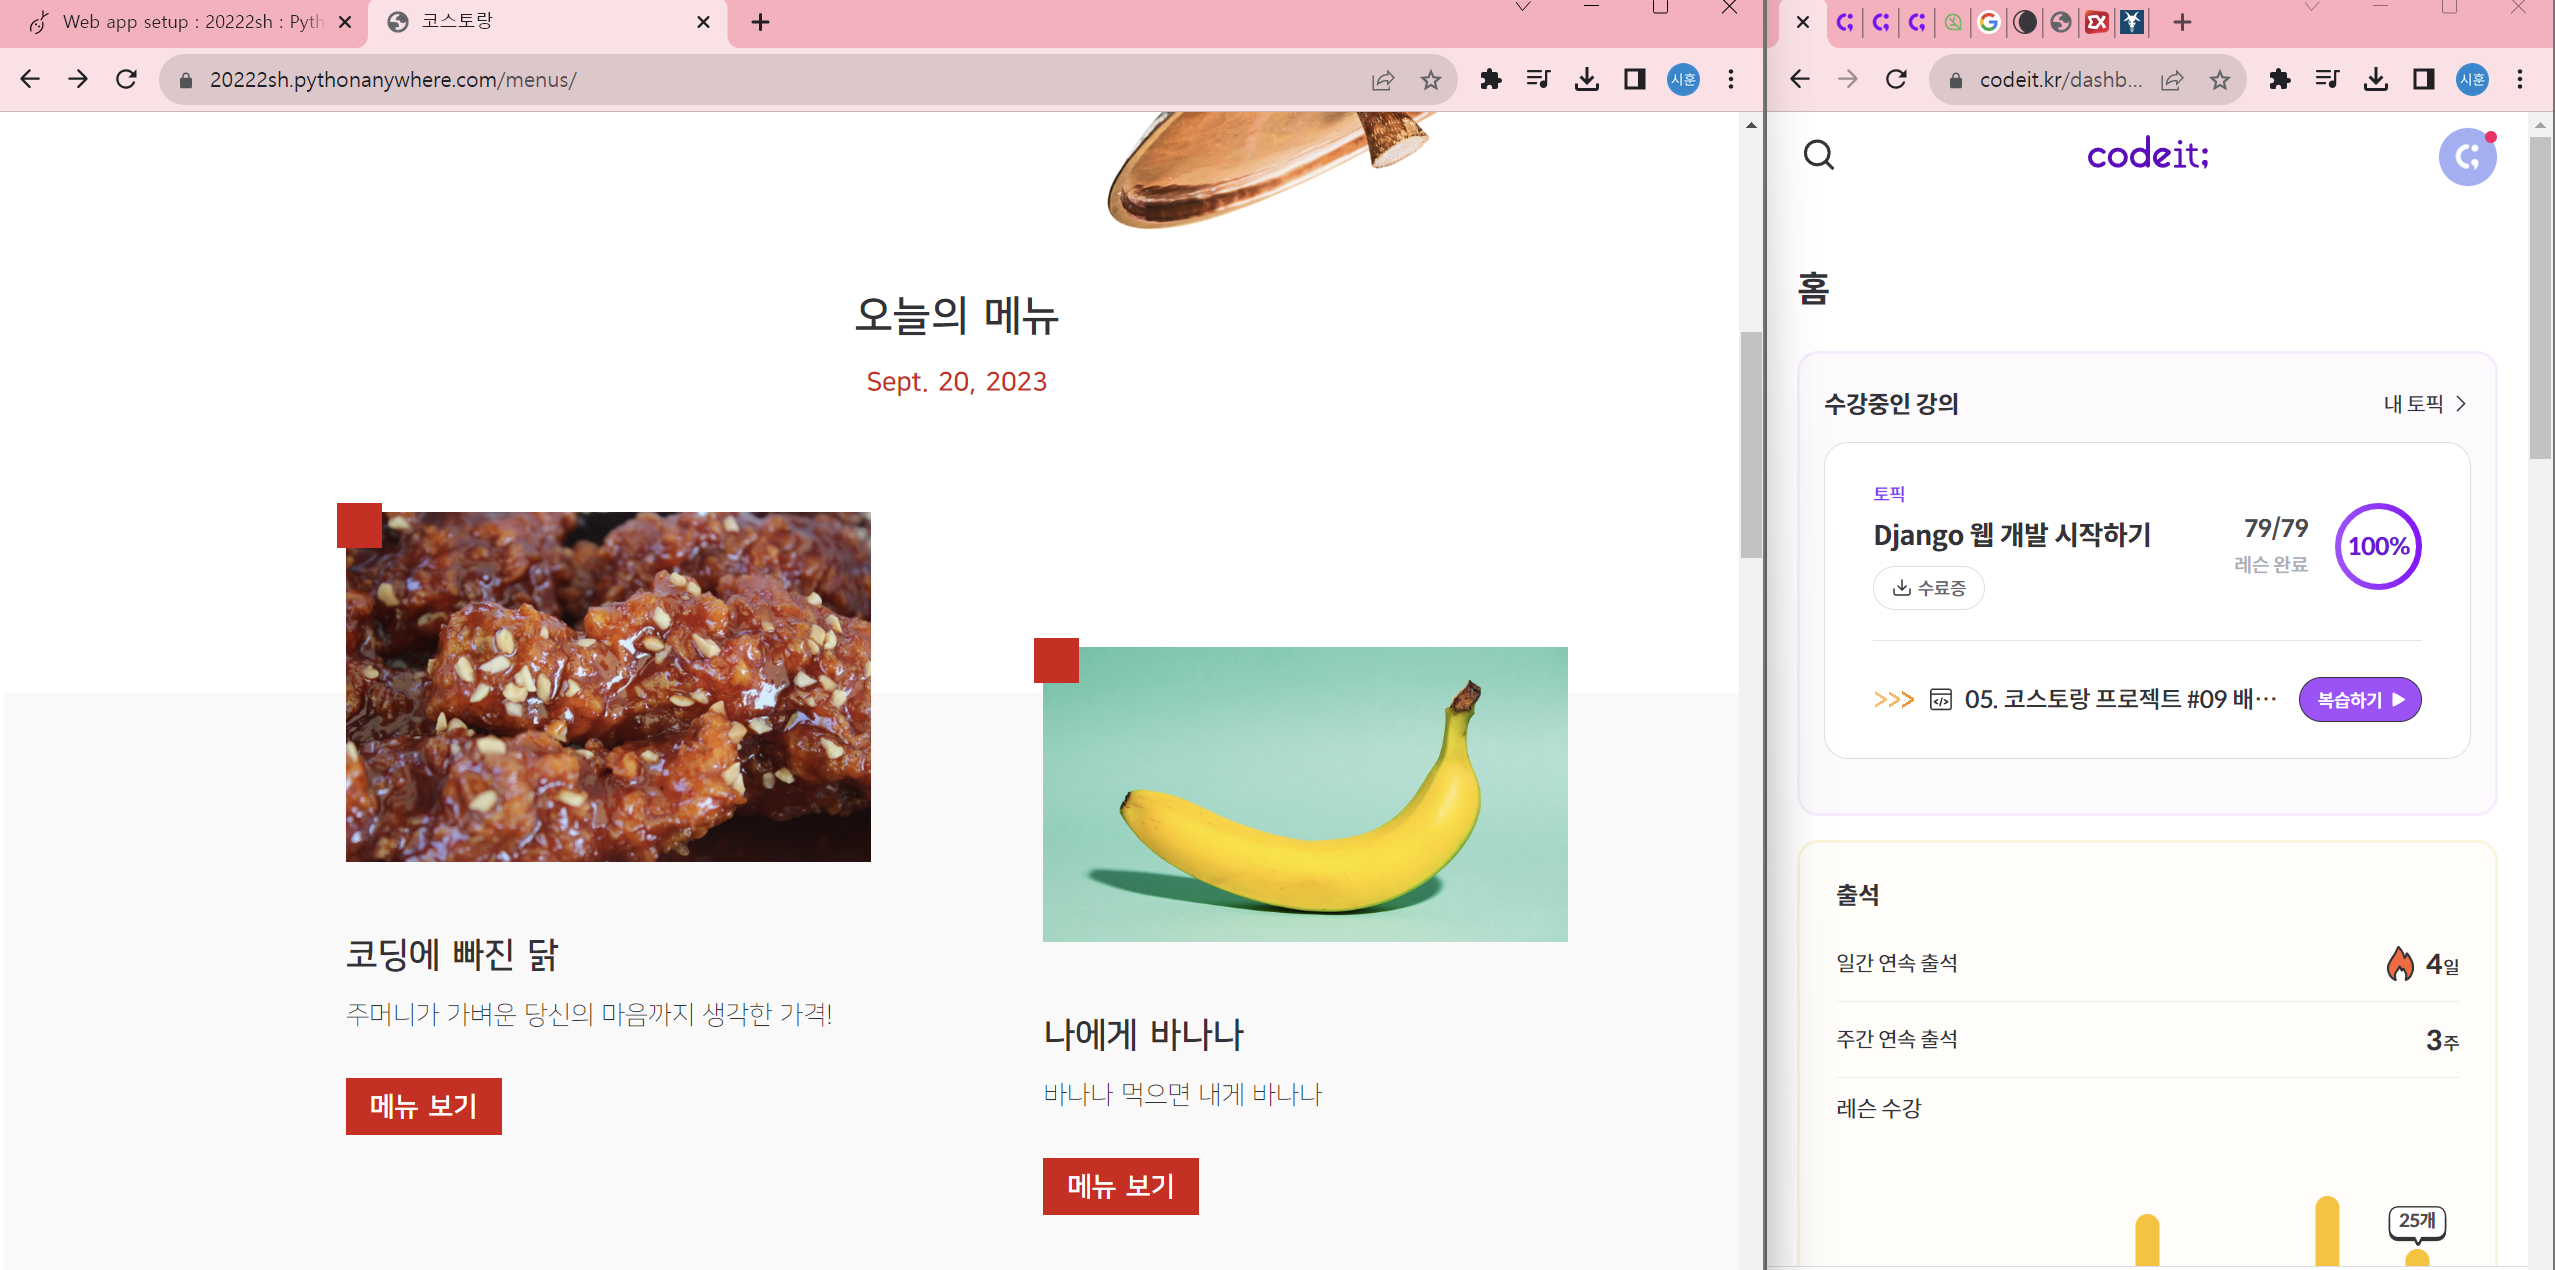 Web app setup : 20222sh : Pyth
코스토랑
20222sh.pythonanywhere.com/menus/
시훈
오늘의 메뉴
Sept. 20, 2023
코딩에 빠진 닭
주머니가 가벼운 당신의 마음까지 생각한 가격!
메뉴 보기
나에게 바나나
바나나 먹으면 내게 바나나
메뉴 보기
codeit.kr/dashb...
시훈
codeit;
홈
수강중인 강의
내 토픽
토픽
Django 웹 개발 시작하기
79/79
레슨 완료
100%
수료증
05. 코스토랑 프로젝트 #09 배…
복습하기
출석
일간 연속 출석
4일
주간 연속 출석
3주
레슨 수강
25개